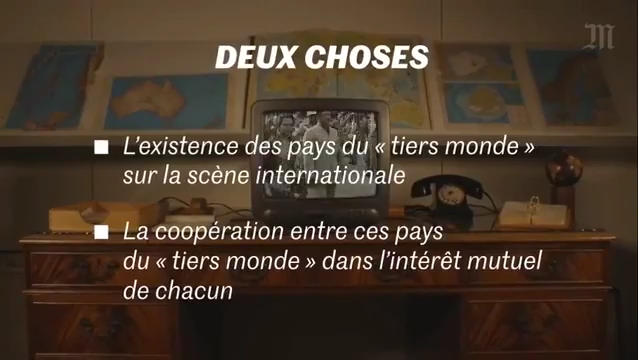 M
DEUX CHOSES
L'existence des pays du « tiers monde »
sur la scène internationale
La coopération entre ces pays
du « tiers monde » dans l'intérêt mutuel
de chacun